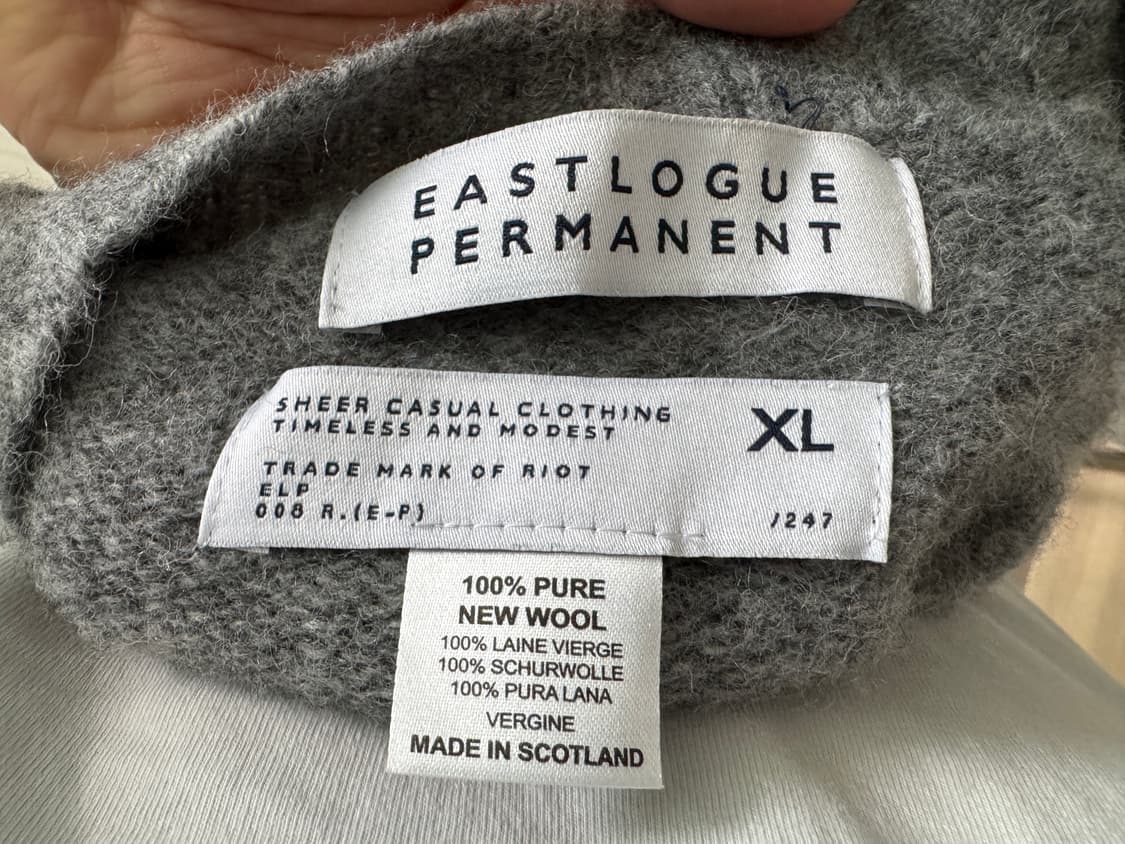 EASTLOGUE
PERMANENT
SHEER CASUAL CLOTHING
TIMELESS AND MODEST
XL
TRADE MARK OF RIOT
ELP
008 R.(E-P)
/247
100% PURE
NEW WOOL
100% LAINE VIERGE
100% SCHURWOLLE
100% PURA LANA
VERGINE
MADE IN SCOTLAND